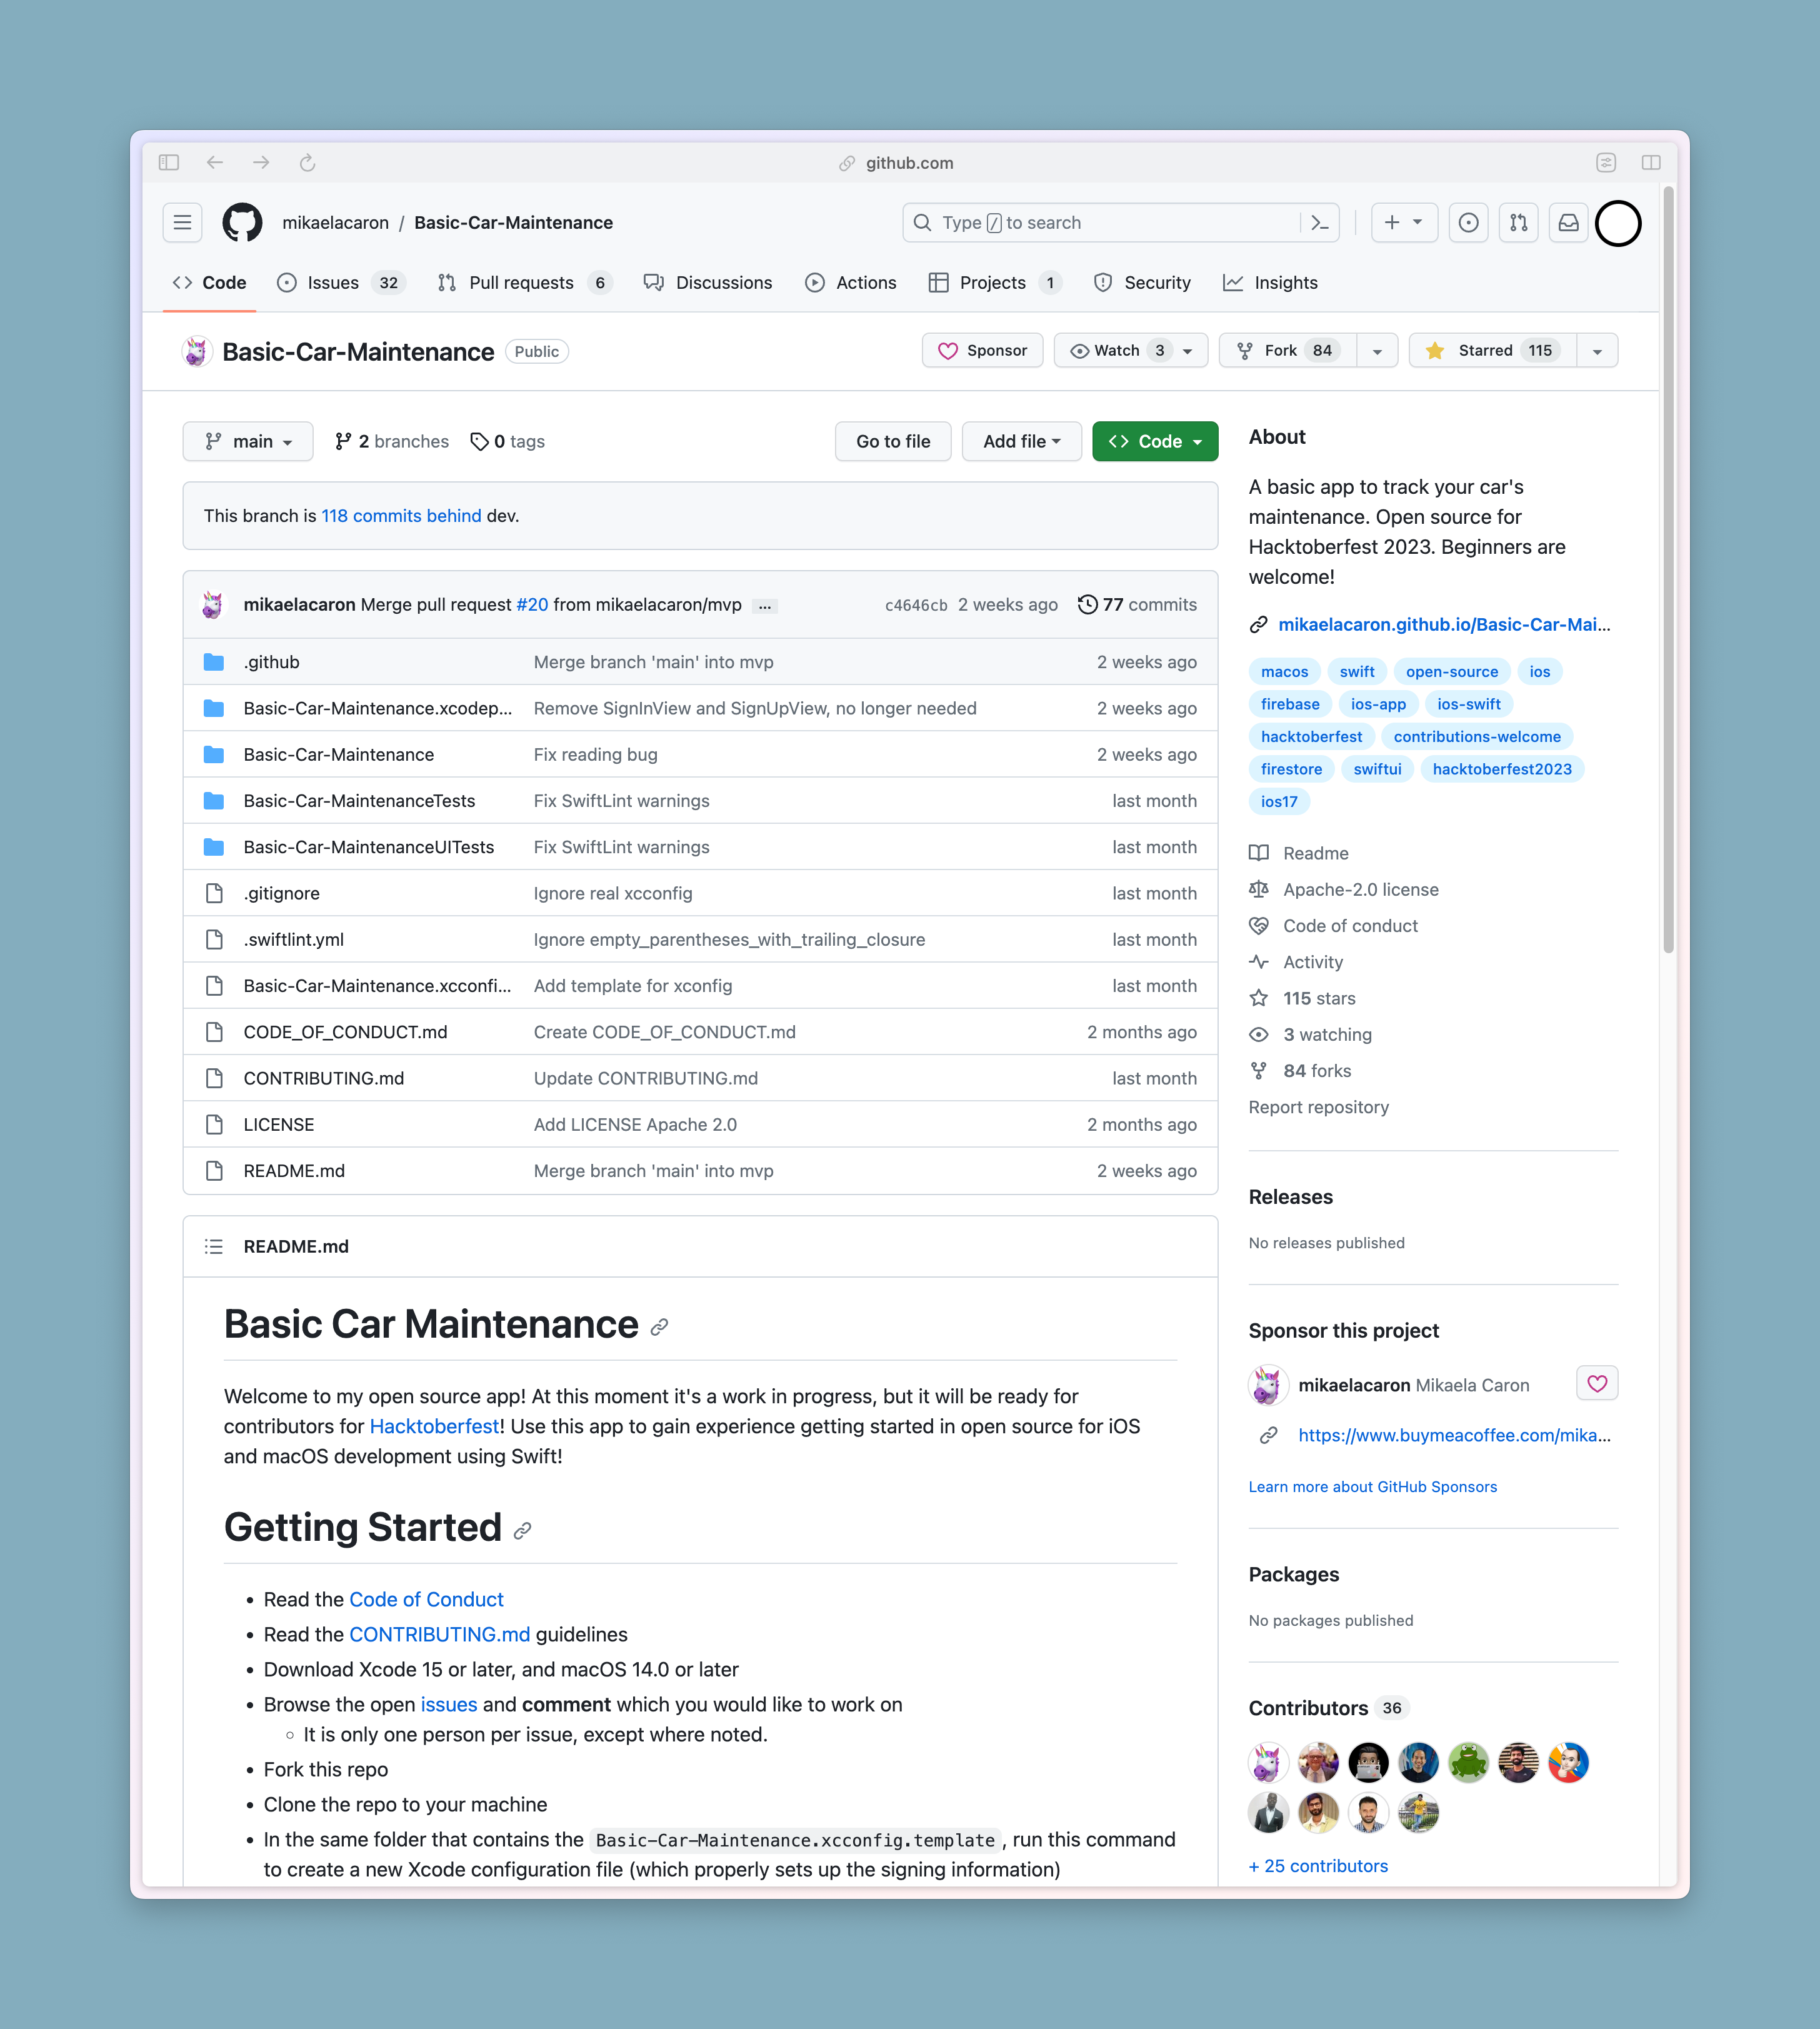 github.com
mikaelacaron / Basic-Car-Maintenance
Type / to search
Code
Issues 32
Pull requests 6
Discussions
Actions
Projects 1
Security
Insights
Basic-Car-Maintenance Public
Sponsor
Watch 3
Fork 84
Starred 115
main
2 branches
0 tags
Go to file
Add file
Code
This branch is 118 commits behind dev.
mikaelacaron Merge pull request #20 from mikaelacaron/mvp ... c4646cb 2 weeks ago 77 commits
.github Merge branch 'main' into mvp 2 weeks ago
Basic-Car-Maintenance.xcodep... Remove SignInView and SignUpView, no longer needed 2 weeks ago
Basic-Car-Maintenance Fix reading bug 2 weeks ago
Basic-Car-MaintenanceTests Fix SwiftLint warnings last month
Basic-Car-MaintenanceUITests Fix SwiftLint warnings last month
.gitignore Ignore real xcconfig last month
.swiftlint.yml Ignore empty_parentheses_with_trailing_closure last month
Basic-Car-Maintenance.xcconfi... Add template for xconfig last month
CODE_OF_CONDUCT.md Create CODE_OF_CONDUCT.md 2 months ago
CONTRIBUTING.md Update CONTRIBUTING.md last month
LICENSE Add LICENSE Apache 2.0 2 months ago
README.md Merge branch 'main' into mvp 2 weeks ago
README.md
Basic Car Maintenance
Welcome to my open source app! At this moment it's a work in progress, but it will be ready for
contributors for Hacktoberfest! Use this app to gain experience getting started in open source for iOS
and macOS development using Swift!
Getting Started
• Read the Code of Conduct
• Read the CONTRIBUTING.md guidelines
• Download Xcode 15 or later, and macOS 14.0 or later
• Browse the open issues and comment which you would like to work on
◦ It is only one person per issue, except where noted.
• Fork this repo
• Clone the repo to your machine
• In the same folder that contains the Basic-Car-Maintenance.xcconfig.template, run this command
to create a new Xcode configuration file (which properly sets up the signing information)
About
A basic app to track your car's
maintenance. Open source for
Hacktoberfest 2023. Beginners are
welcome!
mikaelacaron.github.io/Basic-Car-Mai...
macos swift open-source ios
firebase ios-app ios-swift
hacktoberfest contributions-welcome
firestore swiftui hacktoberfest2023
ios17
Readme
Apache-2.0 license
Code of conduct
Activity
115 stars
3 watching
84 forks
Report repository
Releases
No releases published
Sponsor this project
mikaelacaron Mikaela Caron
https://www.buymeacoffee.com/mika...
Learn more about GitHub Sponsors
Packages
No packages published
Contributors 36
+ 25 contributors